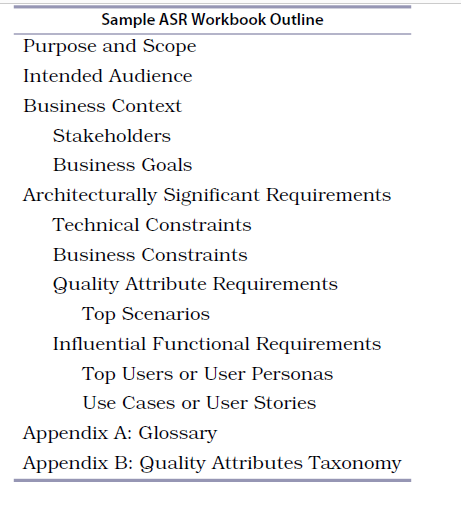 Sample ASR Workbook Outline
Purpose and Scope
Intended Audience
Business Context
Stakeholders
Business Goals
Architecturally Significant Requirements
Technical Constraints
Business Constraints
Quality Attribute Requirements
Top Scenarios
Influential Functional Requirements
Top Users or User Personas
Use Cases or User Stories
Appendix A: Glossary
Appendix B: Quality Attributes Taxonomy